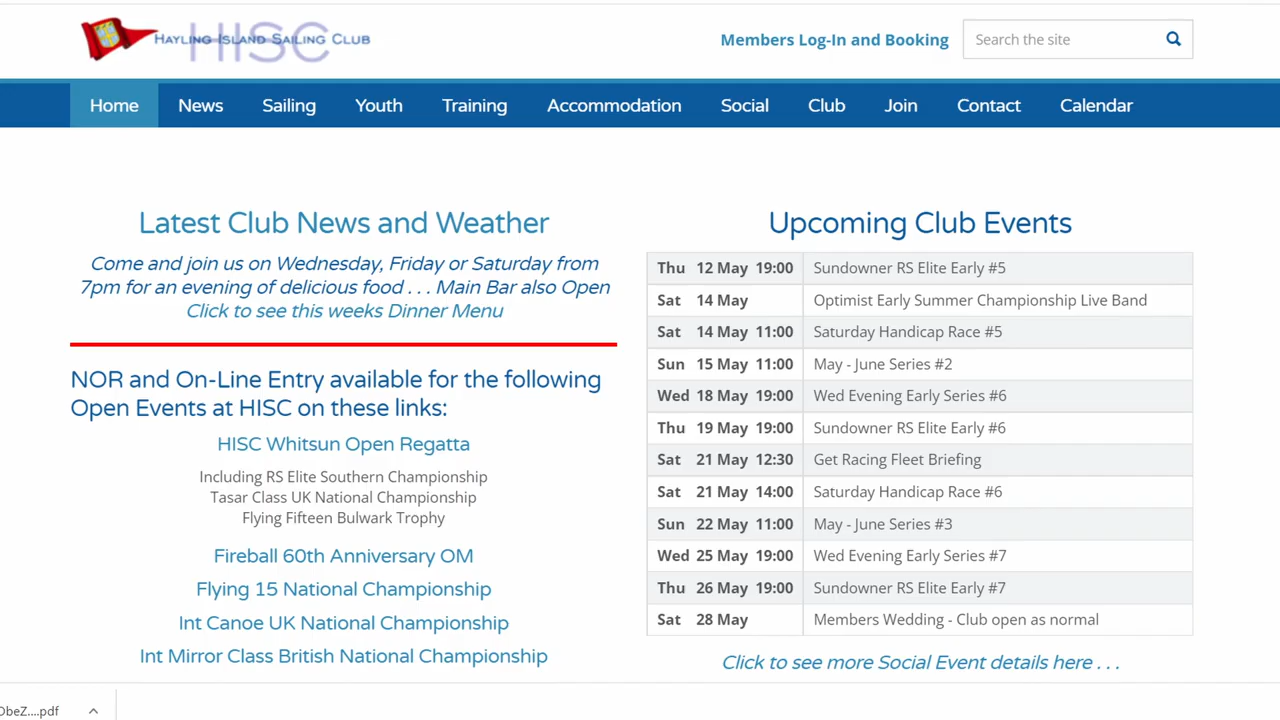 HISC
HAYLING ISLAND SAILING CLUB
Members Log-In and Booking
Search the site
Home News Sailing Youth Training Accommodation Social Club Join Contact Calendar
Latest Club News and Weather
Come and join us on Wednesday, Friday or Saturday from
7pm for an evening of delicious food . . . Main Bar also Open
Click to see this weeks Dinner Menu
NOR and On-Line Entry available for the following
Open Events at HISC on these links:
HISC Whitsun Open Regatta
Including RS Elite Southern Championship
Tasar Class UK National Championship
Flying Fifteen Bulwark Trophy
Fireball 60th Anniversary OM
Flying 15 National Championship
Int Canoe UK National Championship
Int Mirror Class British National Championship
Upcoming Club Events
Thu 12 May 19:00 Sundowner RS Elite Early #5
Sat 14 May Optimist Early Summer Championship Live Band
Sat 14 May 11:00 Saturday Handicap Race #5
Sun 15 May 11:00 May - June Series #2
Wed 18 May 19:00 Wed Evening Early Series #6
Thu 19 May 19:00 Sundowner RS Elite Early #6
Sat 21 May 12:30 Get Racing Fleet Briefing
Sat 21 May 14:00 Saturday Handicap Race #6
Sun 22 May 11:00 May - June Series #3
Wed 25 May 19:00 Wed Evening Early Series #7
Thu 26 May 19:00 Sundowner RS Elite Early #7
Sat 28 May Members Wedding - Club open as normal
Click to see more Social Event details here . . .
DbeZ....pdf